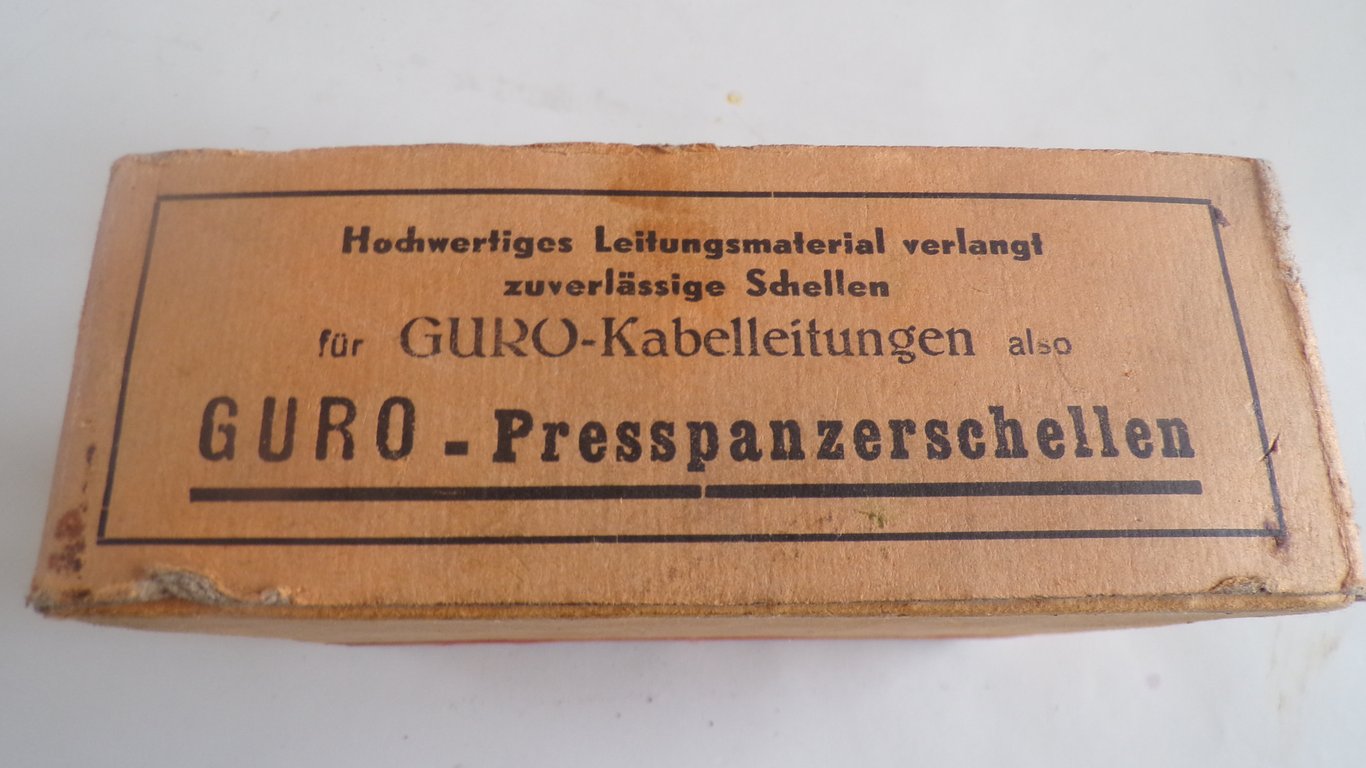 Hochwertiges Leitungsmaterial verlangt
zuverlässige Schellen
für GURO-Kabelleitungen also
GURO - Presspanzerschellen